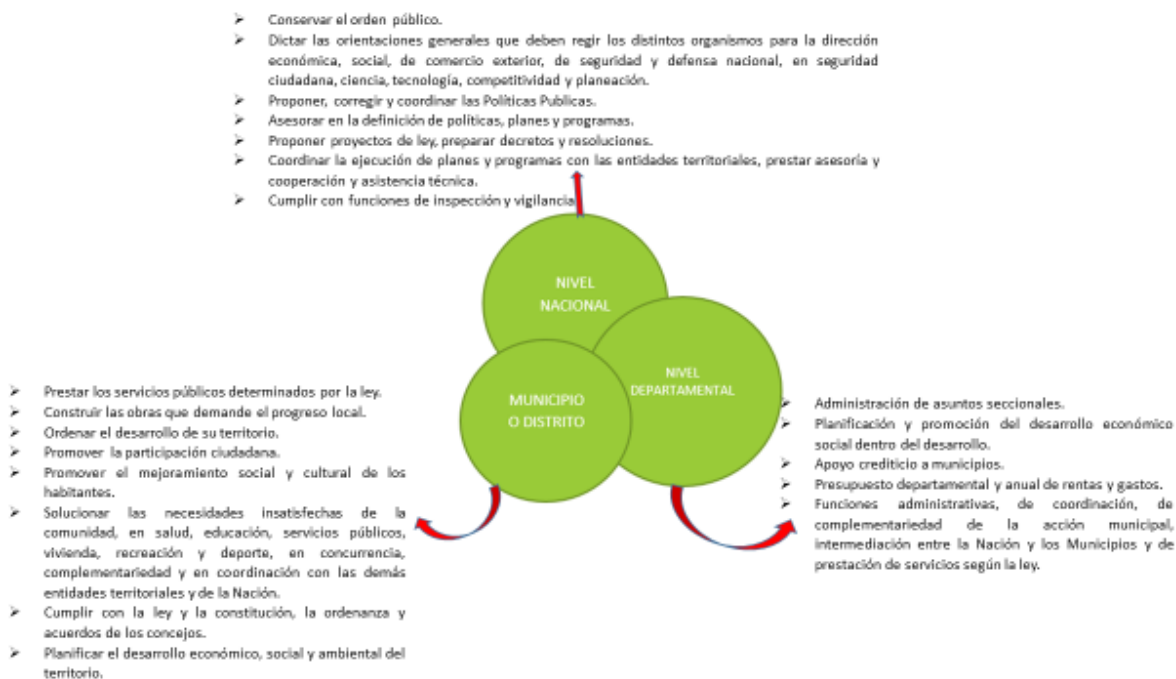 ➢ Conservar el orden público.
➢ Dictar las orientaciones generales que deben regir los distintos organismos para la dirección
económica, social, de comercio exterior, de seguridad y defensa nacional, en seguridad
ciudadana, ciencia, tecnología, competitividad y planeación.
➢ Proponer, corregir y coordinar las Políticas Publicas.
➢ Asesorar en la definición de políticas, planes y programas.
➢ Proponer proyectos de ley, preparar decretos y resoluciones.
➢ Coordinar la ejecución de planes y programas con las entidades territoriales, prestar asesoría y
cooperación y asistencia técnica.
➢ Cumplir con funciones de inspección y vigilancia
NIVEL
NACIONAL
NIVEL
DEPARTAMENTAL
MUNICIPIO
O DISTRITO
➢ Prestar los servicios públicos determinados por la ley.
➢ Construir las obras que demande el progreso local.
➢ Ordenar el desarrollo de su territorio.
➢ Promover la participación ciudadana.
➢ Promover el mejoramiento social y cultural de los
habitantes.
➢ Solucionar las necesidades insatisfechas de la
comunidad, en salud, educación, servicios públicos,
vivienda, recreación y deporte, en concurrencia,
complementariedad y en coordinación con las demás
entidades territoriales y de la Nación.
➢ Cumplir con la ley y la constitución, la ordenanza y
acuerdos de los concejos.
➢ Planificar el desarrollo económico, social y ambiental del
territorio.
➢ Administración de asuntos seccionales.
➢ Planificación y promoción del desarrollo económico
social dentro del desarrollo.
➢ Apoyo crediticio a municipios.
➢ Presupuesto departamental y anual de rentas y gastos.
➢ Funciones administrativas, de coordinación, de
complementariedad de la acción municipal,
intermediación entre la Nación y los Municipios y de
prestación de servicios según la ley.